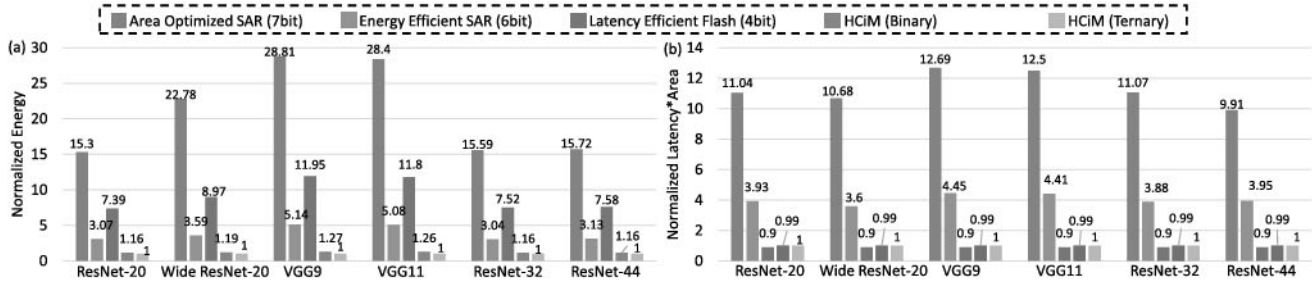 Area Optimized SAR (7bit) Energy Efficient SAR (6bit) Latency Efficient Flash (4bit) HCiM (Binary) HCiM (Ternary)
(a)
Normalized Energy
30
25
20
15
10
5
0
15.3 3.07 7.39 1.16 1
22.78 3.59 8.97 1.19 1
28.81 5.14 11.95 1.27 1
28.4 5.08 11.8 1.26 1
15.59 3.04 7.52 1.16 1
15.72 3.13 7.58 1.16 1
ResNet-20 Wide ResNet-20 VGG9 VGG11 ResNet-32 ResNet-44
(b)
Normalized Latency*Area
14
12
10
8
6
4
2
0
11.04 3.93 0.9 0.99 1
10.68 3.6 0.9 0.99 1
12.69 4.45 0.9 0.99 1
12.5 4.41 0.9 0.99 1
11.07 3.88 0.9 0.99 1
9.91 3.95 0.9 0.99 1
ResNet-20 Wide ResNet-20 VGG9 VGG11 ResNet-32 ResNet-44